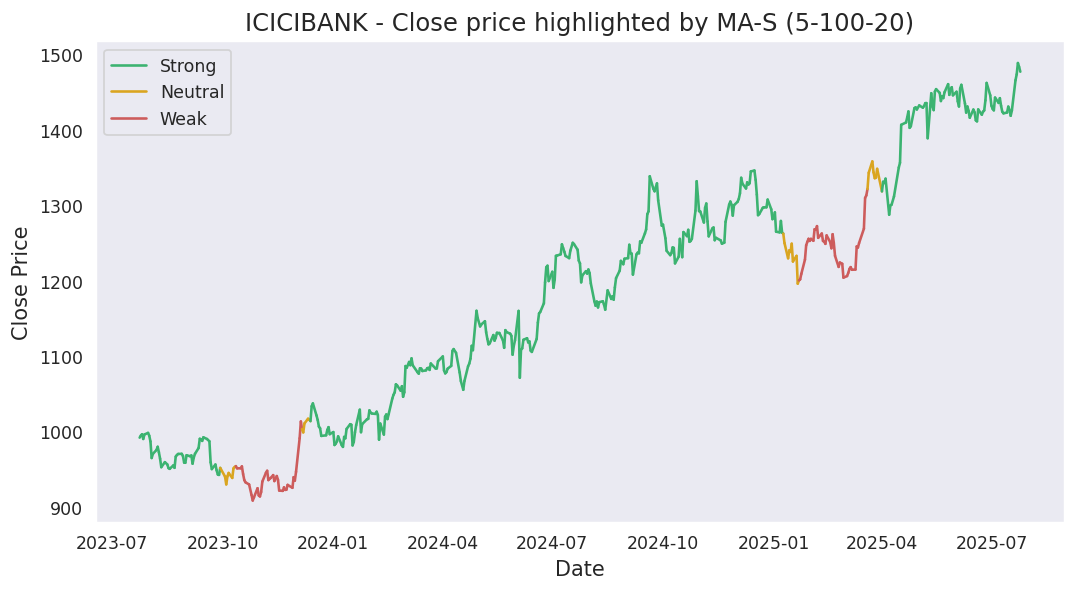 ICICIBANK - Close price highlighted by MA-S (5-100-20)
Strong
Neutral
Weak
Close Price
1500
1400
1300
1200
1100
1000
900
2023-07 2023-10 2024-01 2024-04 2024-07 2024-10 2025-01 2025-04 2025-07
Date